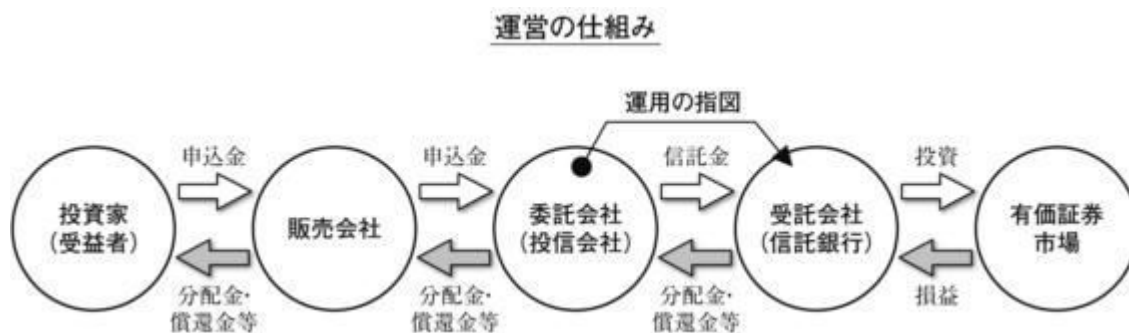 運営の仕組み
運用の指図
申込金
申込金
信託金
投資
投資家
(受益者)
販売会社
委託会社
(投信会社)
受託会社
(信託銀行)
有価証券
市場
分配金・
償還金等
分配金・
償還金等
分配金・
償還金等
損益